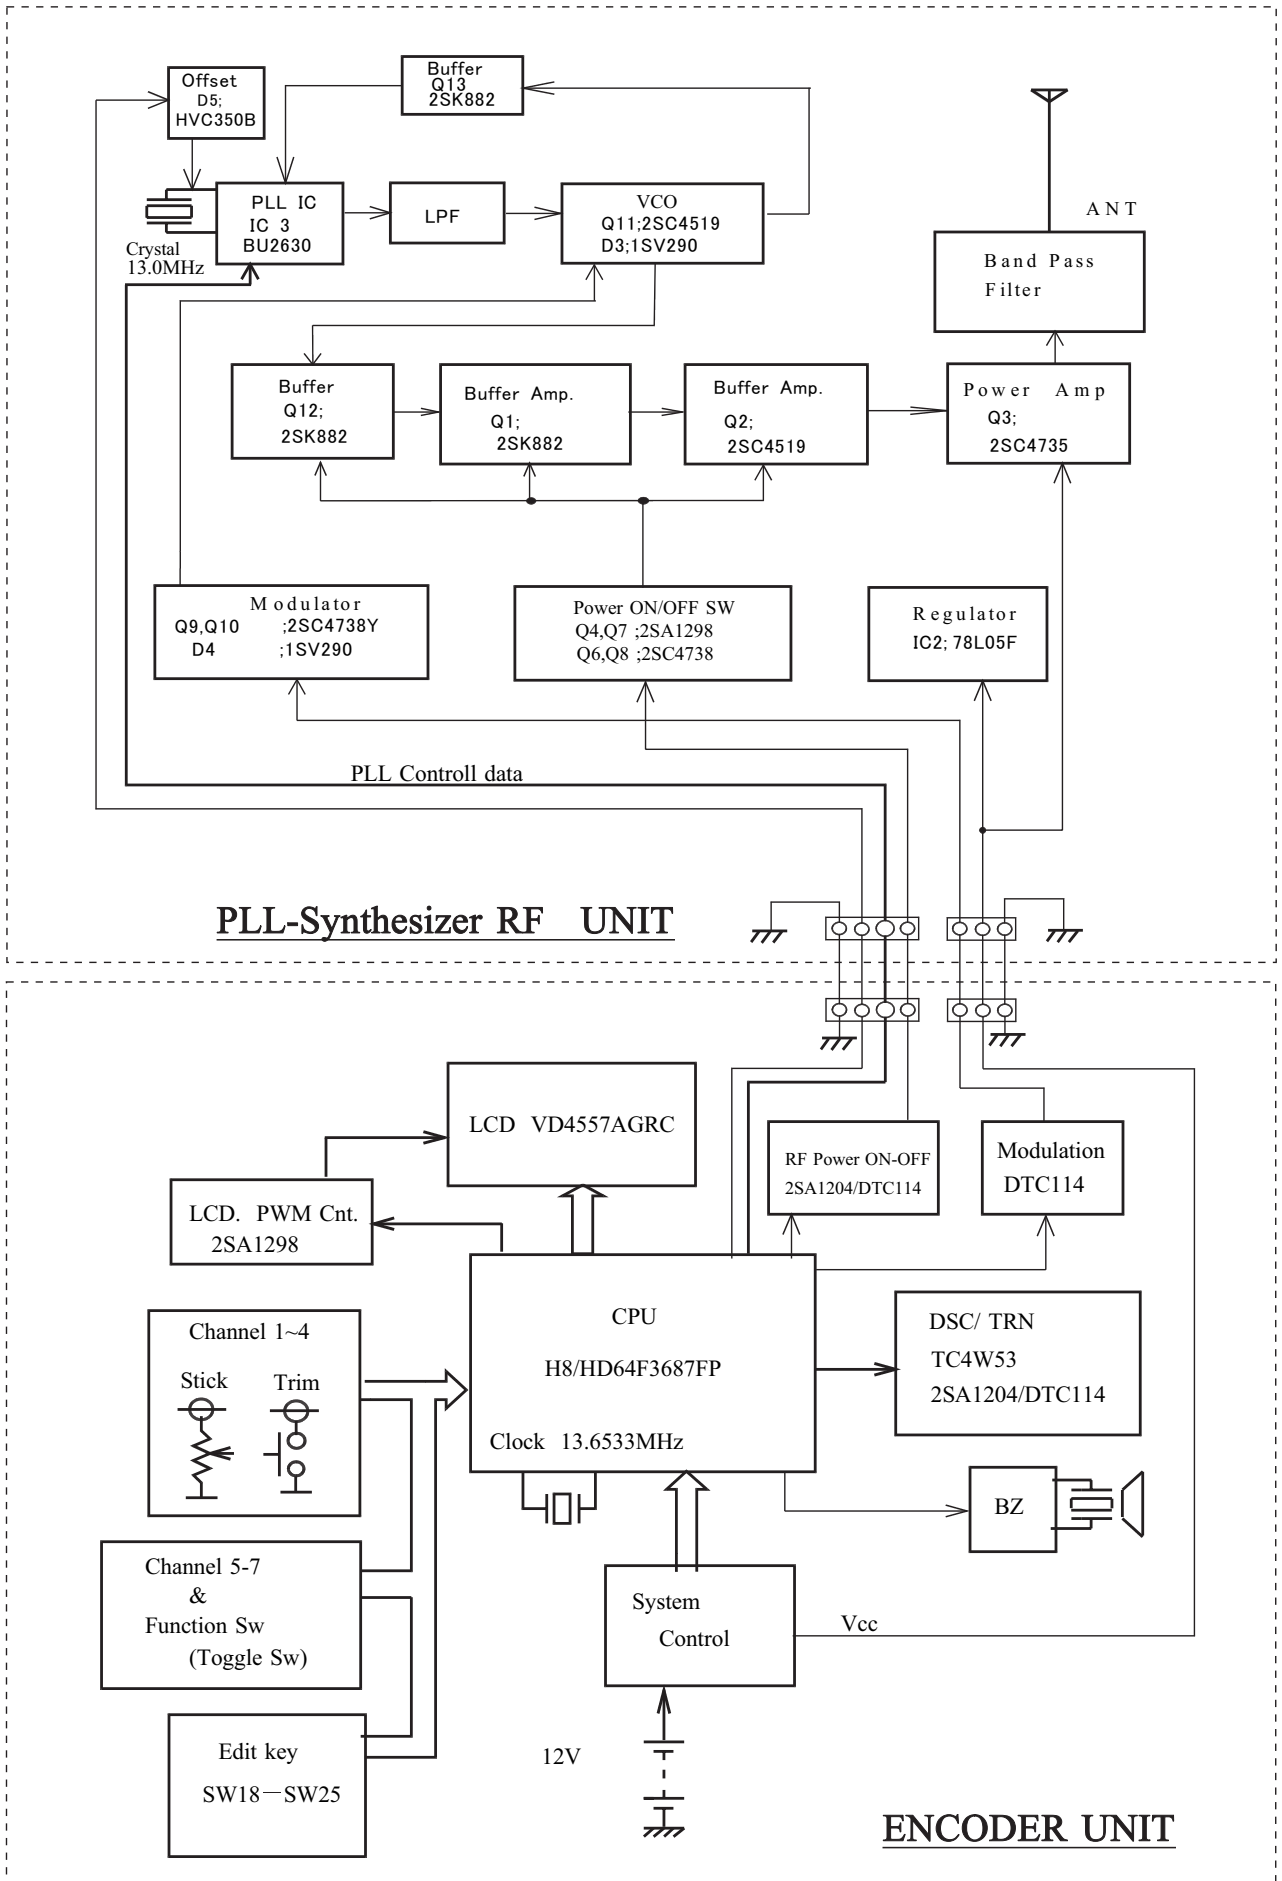 Buffer
Q13
2SK882
Offset
D5;
HVC350B
PLL IC
IC 3
BU2630
LPF
VCO
Q11;2SC4519
D3;1SV290
ANT
Crystal
13.0MHz
Band Pass
Filter
Buffer
Q12;
2SK882
Buffer Amp.
Q1;
2SK882
Buffer Amp.
Q2;
2SC4519
Power Amp
Q3;
2SC4735
Modulator
Q9,Q10 ;2SC4738Y
D4 ;1SV290
Power ON/OFF SW
Q4,Q7 ;2SA1298
Q6,Q8 ;2SC4738
Regulator
IC2; 78L05F
PLL Controll data
PLL-Synthesizer RF UNIT
LCD VD4557AGRC
RF Power ON-OFF
2SA1204/DTC114
Modulation
DTC114
LCD. PWM Cnt.
2SA1298
CPU
H8/HD64F3687FP
Clock 13.6533MHz
Channel 1~4
Stick Trim
DSC/ TRN
TC4W53
2SA1204/DTC114
BZ
Channel 5-7
&
Function Sw
(Toggle Sw)
System
Control
Vcc
Edit key
SW18－SW25
12V
ENCODER UNIT